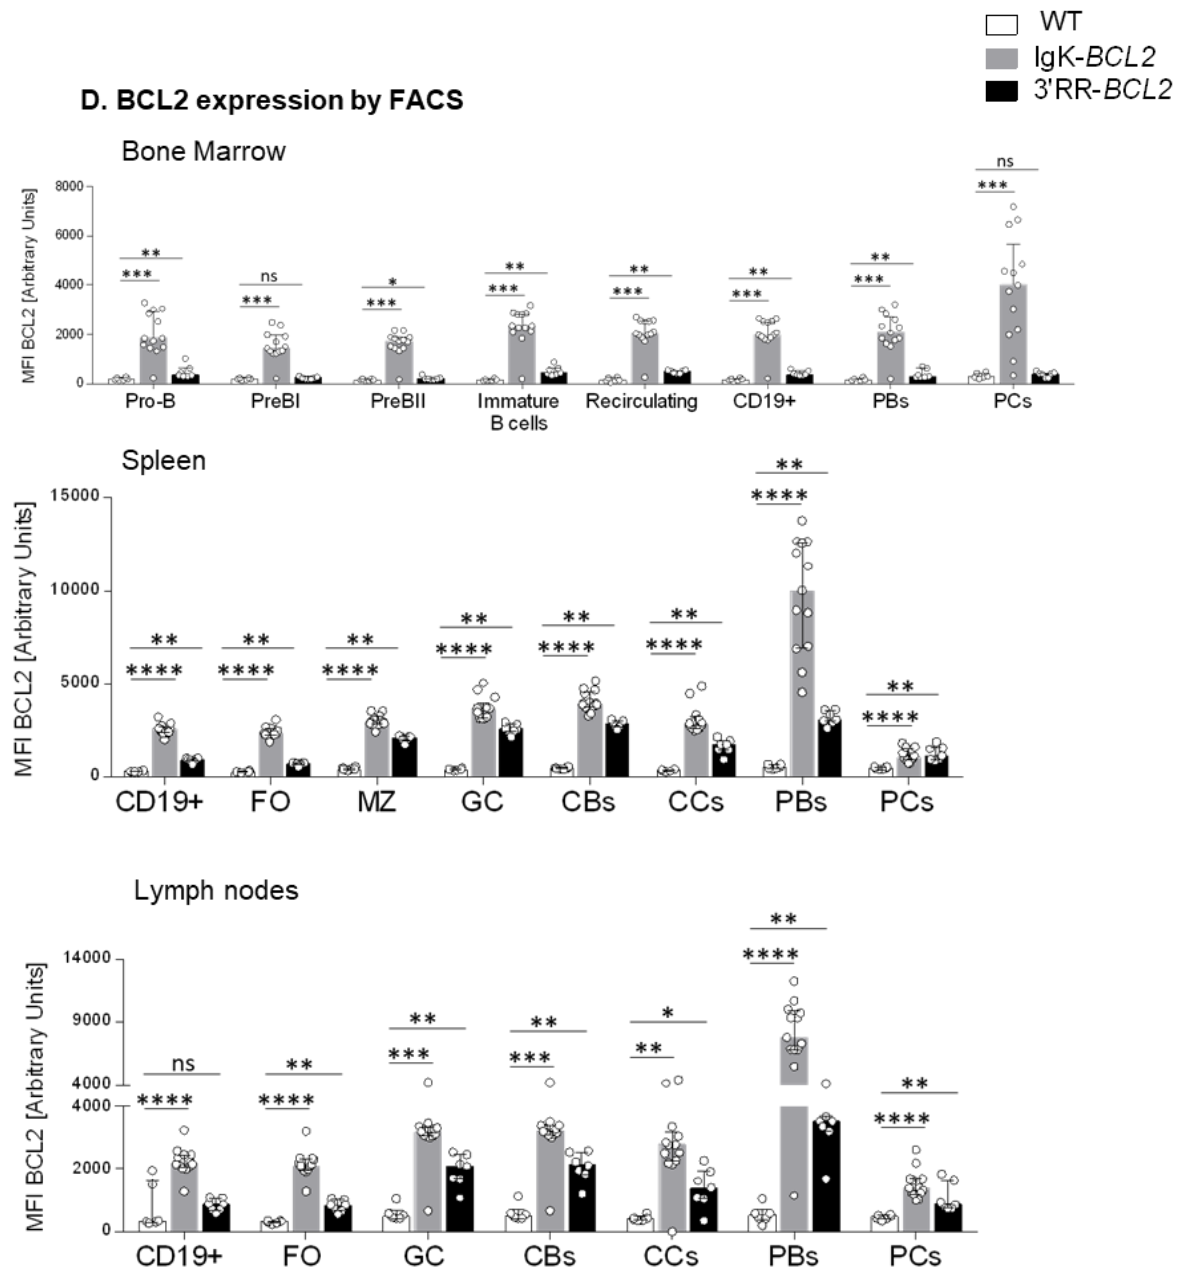 WT
IgK-BCL2
3'RR-BCL2
D. BCL2 expression by FACS
Bone Marrow
MFI BCL2 [Arbitrary Units]
8000
6000
4000
2000
0
** *** ns *** * *** ** *** ** *** ** *** ** *** ns ***
Pro-B PreBI PreBII Immature B cells Recirculating CD19+ PBs PCs
Spleen
MFI BCL2 [Arbitrary Units]
15000
10000
5000
0
** **** ** **** ** **** ** **** ** **** ** **** ** **** ** ****
CD19+ FO MZ GC CBs CCs PBs PCs
Lymph nodes
MFI BCL2 [Arbitrary Units]
14000
9000
4000
4000
2000
0
ns **** ** **** ** *** ** *** * ** ** **** ** ****
CD19+ FO GC CBs CCs PBs PCs